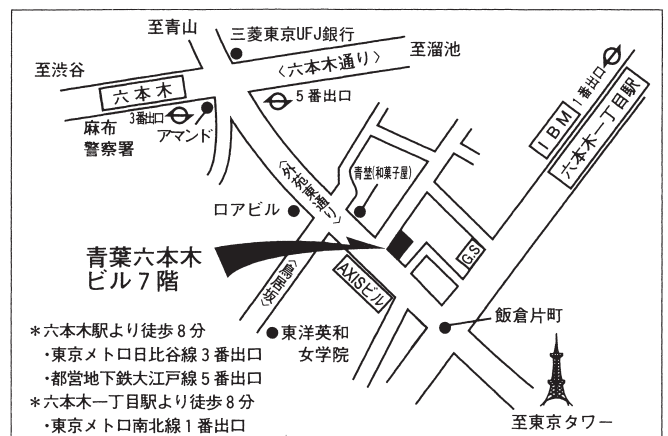 至青山
三菱東京UFJ銀行
〈六本木通り〉
至溜池
至渋谷
六本木
3番出口
アマンド
5番出口
麻布
警察署
IBM
1番出口
六本木一丁目駅
〈外苑東通り〉
青埜(和菓子屋)
ロアビル
青葉六本木
ビル7階
G.S
AXISビル
〈鳥居坂〉
飯倉片町
東洋英和
女学院
至東京タワー
*六本木駅より徒歩8分
・東京メトロ日比谷線3番出口
・都営地下鉄大江戸線5番出口
*六本木一丁目駅より徒歩8分
・東京メトロ南北線1番出口